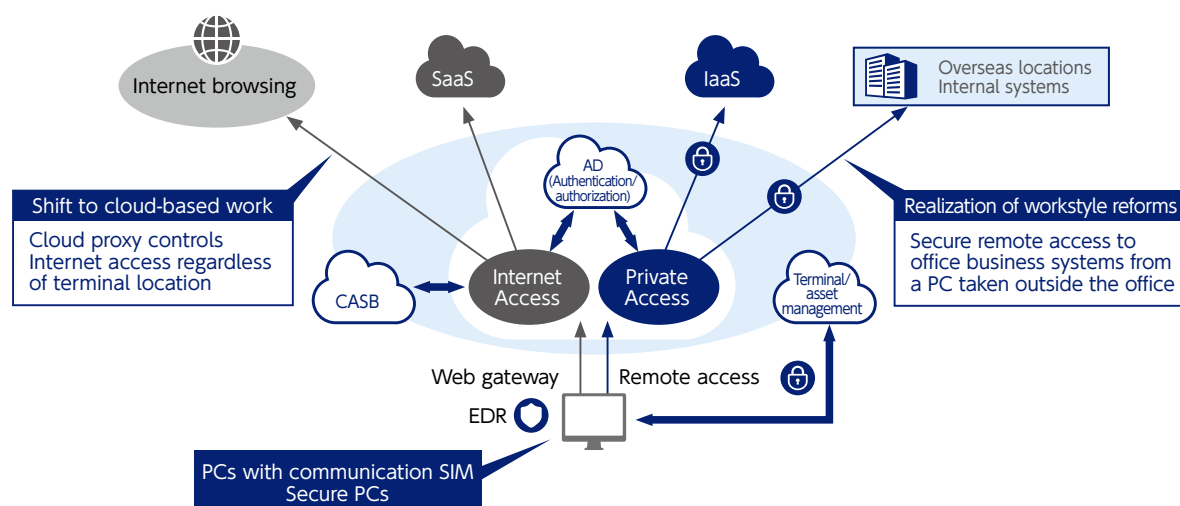 Internet browsing
SaaS
IaaS
Overseas locations
Internal systems
AD
(Authentication/
authorization)
Shift to cloud-based work
Cloud proxy controls
Internet access regardless
of terminal location
Realization of workstyle reforms
Secure remote access to
office business systems from
a PC taken outside the office
CASB
Internet
Access
Private
Access
Terminal/
asset
management
Web gateway
Remote access
EDR
PCs with communication SIM
Secure PCs